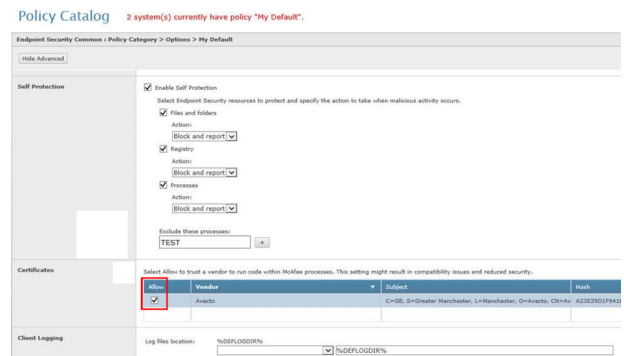 Policy Catalog 2 system(s) currently have policy "My Default".
Endpoint Security Common : Policy Category > Options > My Default
Hide Advanced
Self Protection
Enable Self Protection
Select Endpoint Security resources to protect and specify the action to take when malicious activity occurs.
Files and folders
Action:
Block and report
Registry
Action:
Block and report
Processes
Action:
Block and report
Exclude these processes:
TEST +
Certificates
Select Allow to trust a vendor to run code within McAfee processes. This setting might result in compatibility issues and reduced security.
Allow Vendor Subject Hash
Avecto C=GB, S=Greater Manchester, L=Manchester, O=Avecto, CN=Av
Client Logging
Log files location: %DEFLOGDIR%
%DEFLOGDIR%